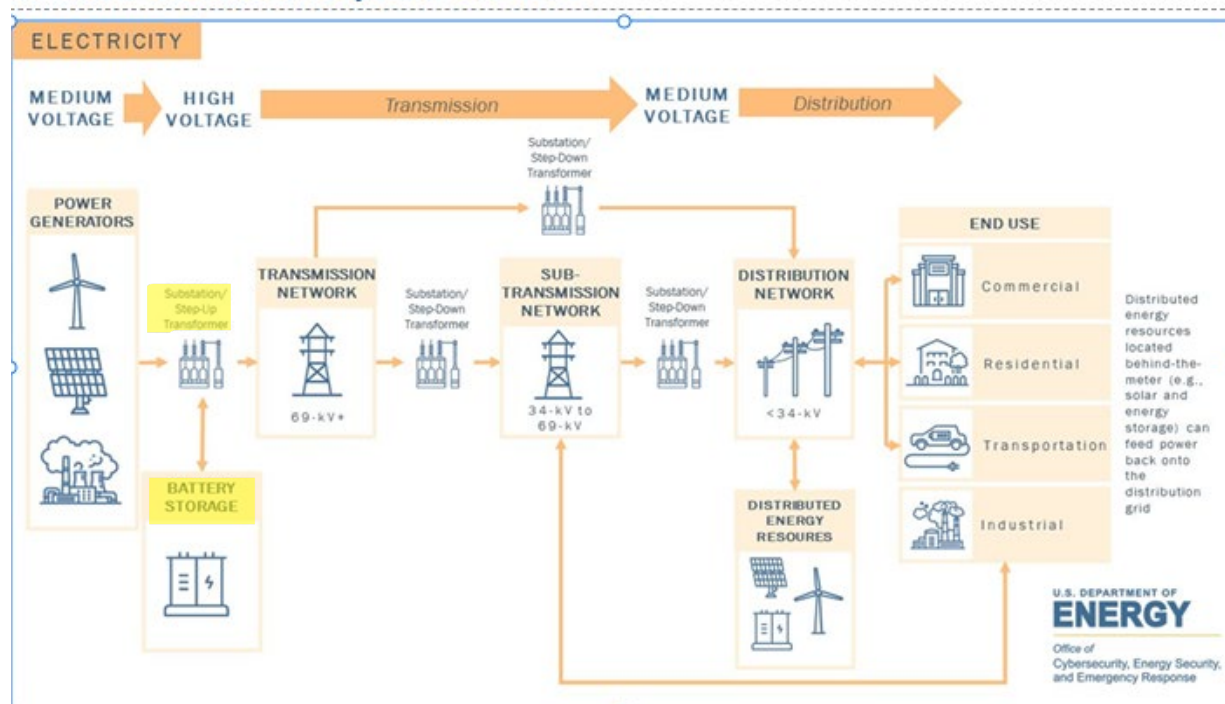 ELECTRICITY
MEDIUM
VOLTAGE
HIGH
VOLTAGE
Transmission
MEDIUM
VOLTAGE
Distribution
Substation/
Step-Down
Transformer
POWER
GENERATORS
Substation/
Step-Up
Transformer
BATTERY
STORAGE
TRANSMISSION
NETWORK
69-kV+
Substation/
Step-Down
Transformer
SUB-
TRANSMISSION
NETWORK
34-kV to
69-kV
Substation/
Step-Down
Transformer
DISTRIBUTION
NETWORK
<34-kV
DISTRIBUTED
ENERGY
RESOURES
END USE
Commercial
Residential
Transportation
Industrial
Distributed
energy
resources
located
behind-the-
meter (e.g.,
solar and
energy
storage) can
feed power
back onto
the
distribution
grid
U.S. DEPARTMENT OF
ENERGY
Office of
Cybersecurity, Energy Security,
and Emergency Response